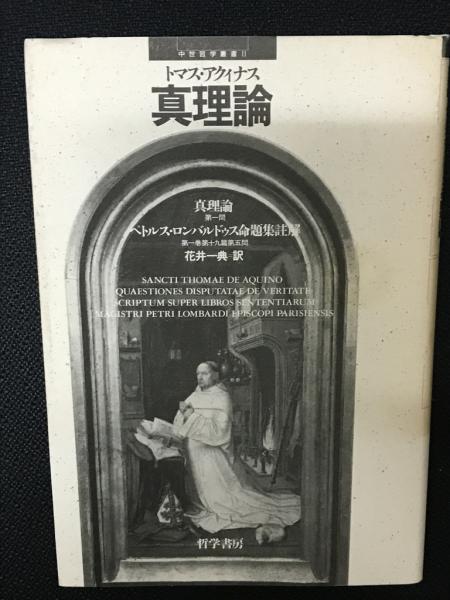 中世哲学叢書II
トマス・アクィナス
真理論
真理論
第一問
ペトルス・ロンバルドゥス命題集註解
第一巻第十九篇第五問
花井一典=訳
SANCTI THOMAE DE AQUINO
QUAESTIONES DISPUTATAE DE VERITATE
SCRIPTUM SUPER LIBROS SENTENTIARUM
MAGISTRI PETRI LOMBARDI EPISCOPI PARISIENSIS
哲学書房